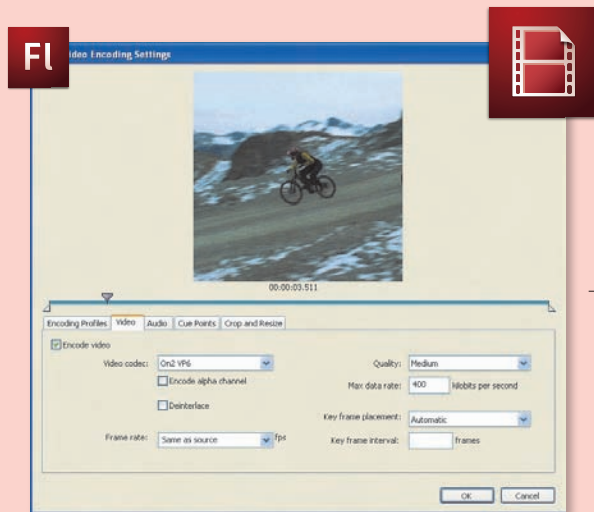 Fl
Video Encoding Settings
00:00:03.511
Encoding Profiles Video Audio Cue Points Crop and Resize
Encode video
Video codec: On2 VP6 Quality: Medium
Encode alpha channel Max data rate: 400 kilobits per second
Deinterlace
Key frame placement: Automatic
Frame rate: Same as source fps Key frame interval: frames
OK Cancel